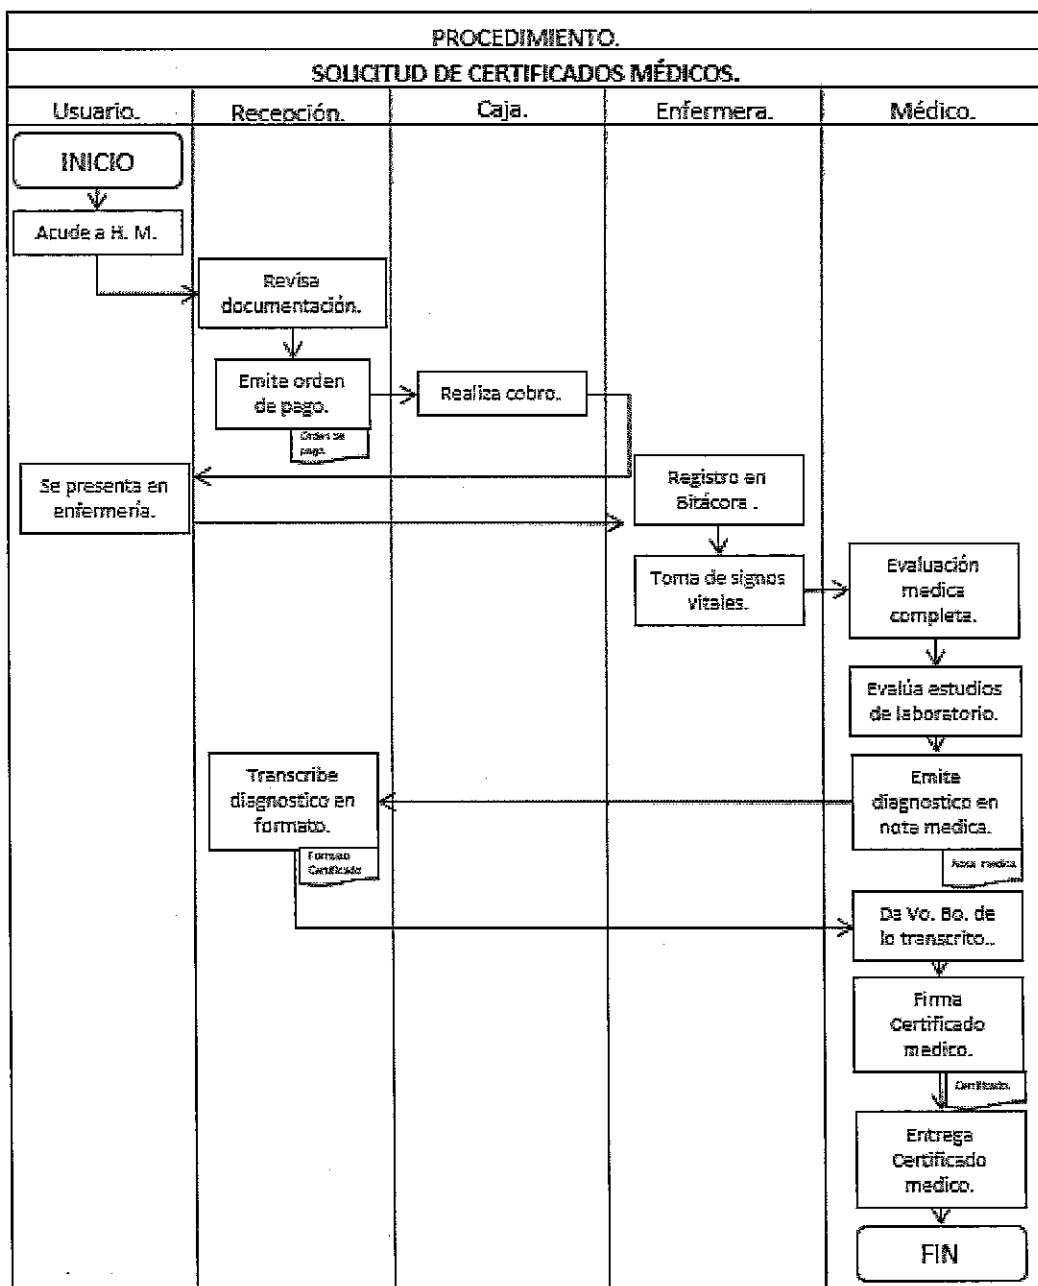 PROCEDIMIENTO.
SOLICITUD DE CERTIFICADOS MÉDICOS.
Usuario.
Recepción.
Caja.
Enfermera.
Médico.
INICIO
Acude a H. M.
Revisa
documentación.
Emite orden
de pago.
Orden de
pago.
Realiza cobro.
Se presenta en
enfermería.
Registro en
Bitácora .
Toma de signos
vitales.
Evaluación
medica
completa.
Evalúa estudios
de laboratorio.
Emite
diagnostico en
nota medica.
Nota medica
Transcribe
diagnostico en
formato.
Formato
Certificado
Da Vo. Bo. de
lo transcrito..
Firma
Certificado
medico.
Certificado.
Entrega
Certificado
medico.
FIN